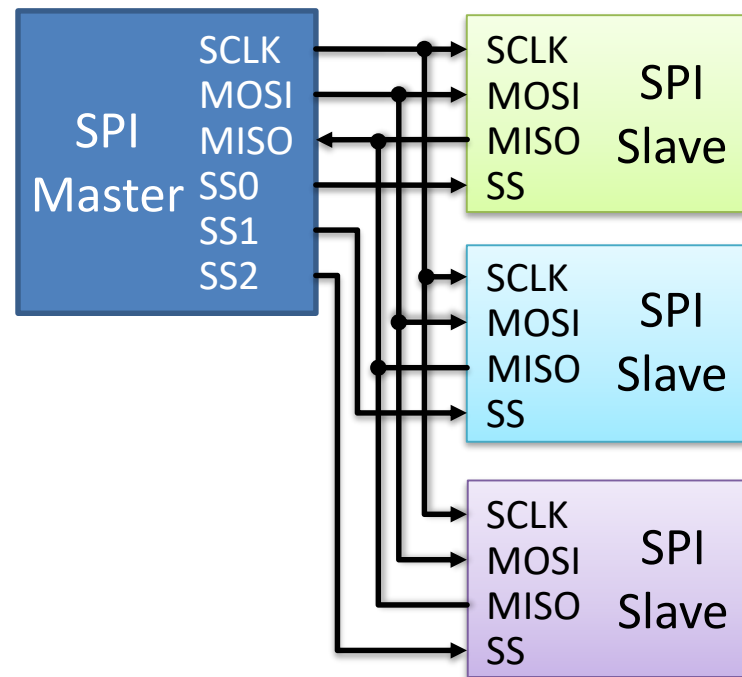 SPI
Master
SCLK
MOSI
MISO
SS0
SS1
SS2
SCLK
MOSI
MISO
SS
SPI
Slave
SCLK
MOSI
MISO
SS
SPI
Slave
SCLK
MOSI
MISO
SS
SPI
Slave